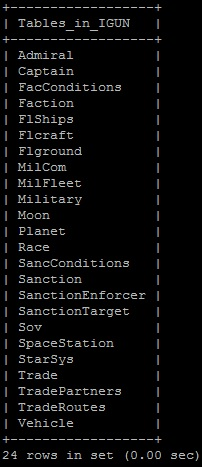 +-------------------+
| Tables_in_IGUN    |
+-------------------+
| Admiral           |
| Captain           |
| FacConditions     |
| Faction           |
| FlShips           |
| Flcraft           |
| Flground          |
| MilCom            |
| MilFleet          |
| Military          |
| Moon              |
| Planet            |
| Race              |
| SancConditions    |
| Sanction          |
| SanctionEnforcer  |
| SanctionTarget    |
| Sov               |
| SpaceStation      |
| StarSys           |
| Trade             |
| TradePartners     |
| TradeRoutes       |
| Vehicle           |
+-------------------+
24 rows in set (0.00 sec)